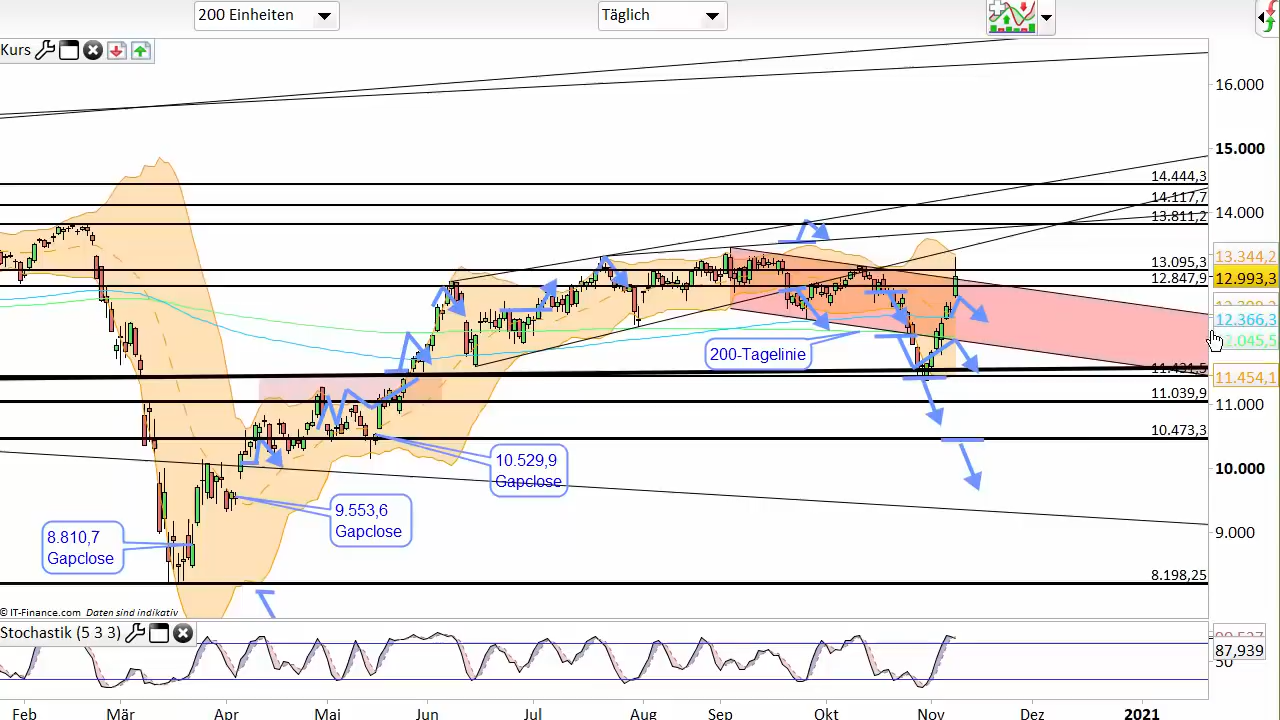 200 Einheiten
Täglich
Kurs
16.000
15.000
14.444,3
14.117,7
14.000
13.811,2
13.344,2
13.095,3
12.993,3
12.847,9
12.366,3
2.045,5
200-Tagelinie
11.454,1
11.039,9
11.000
10.473,3
10.529,9
Gapclose
10.000
9.553,6
Gapclose
9.000
8.810,7
Gapclose
8.198,25
© IT-Finance.com Daten sind indikativ
Stochastik (5 3 3)
87,939
50
Feb
Mär
Apr
Mai
Jun
Jul
Aug
Sep
Okt
Nov
Dez
2021